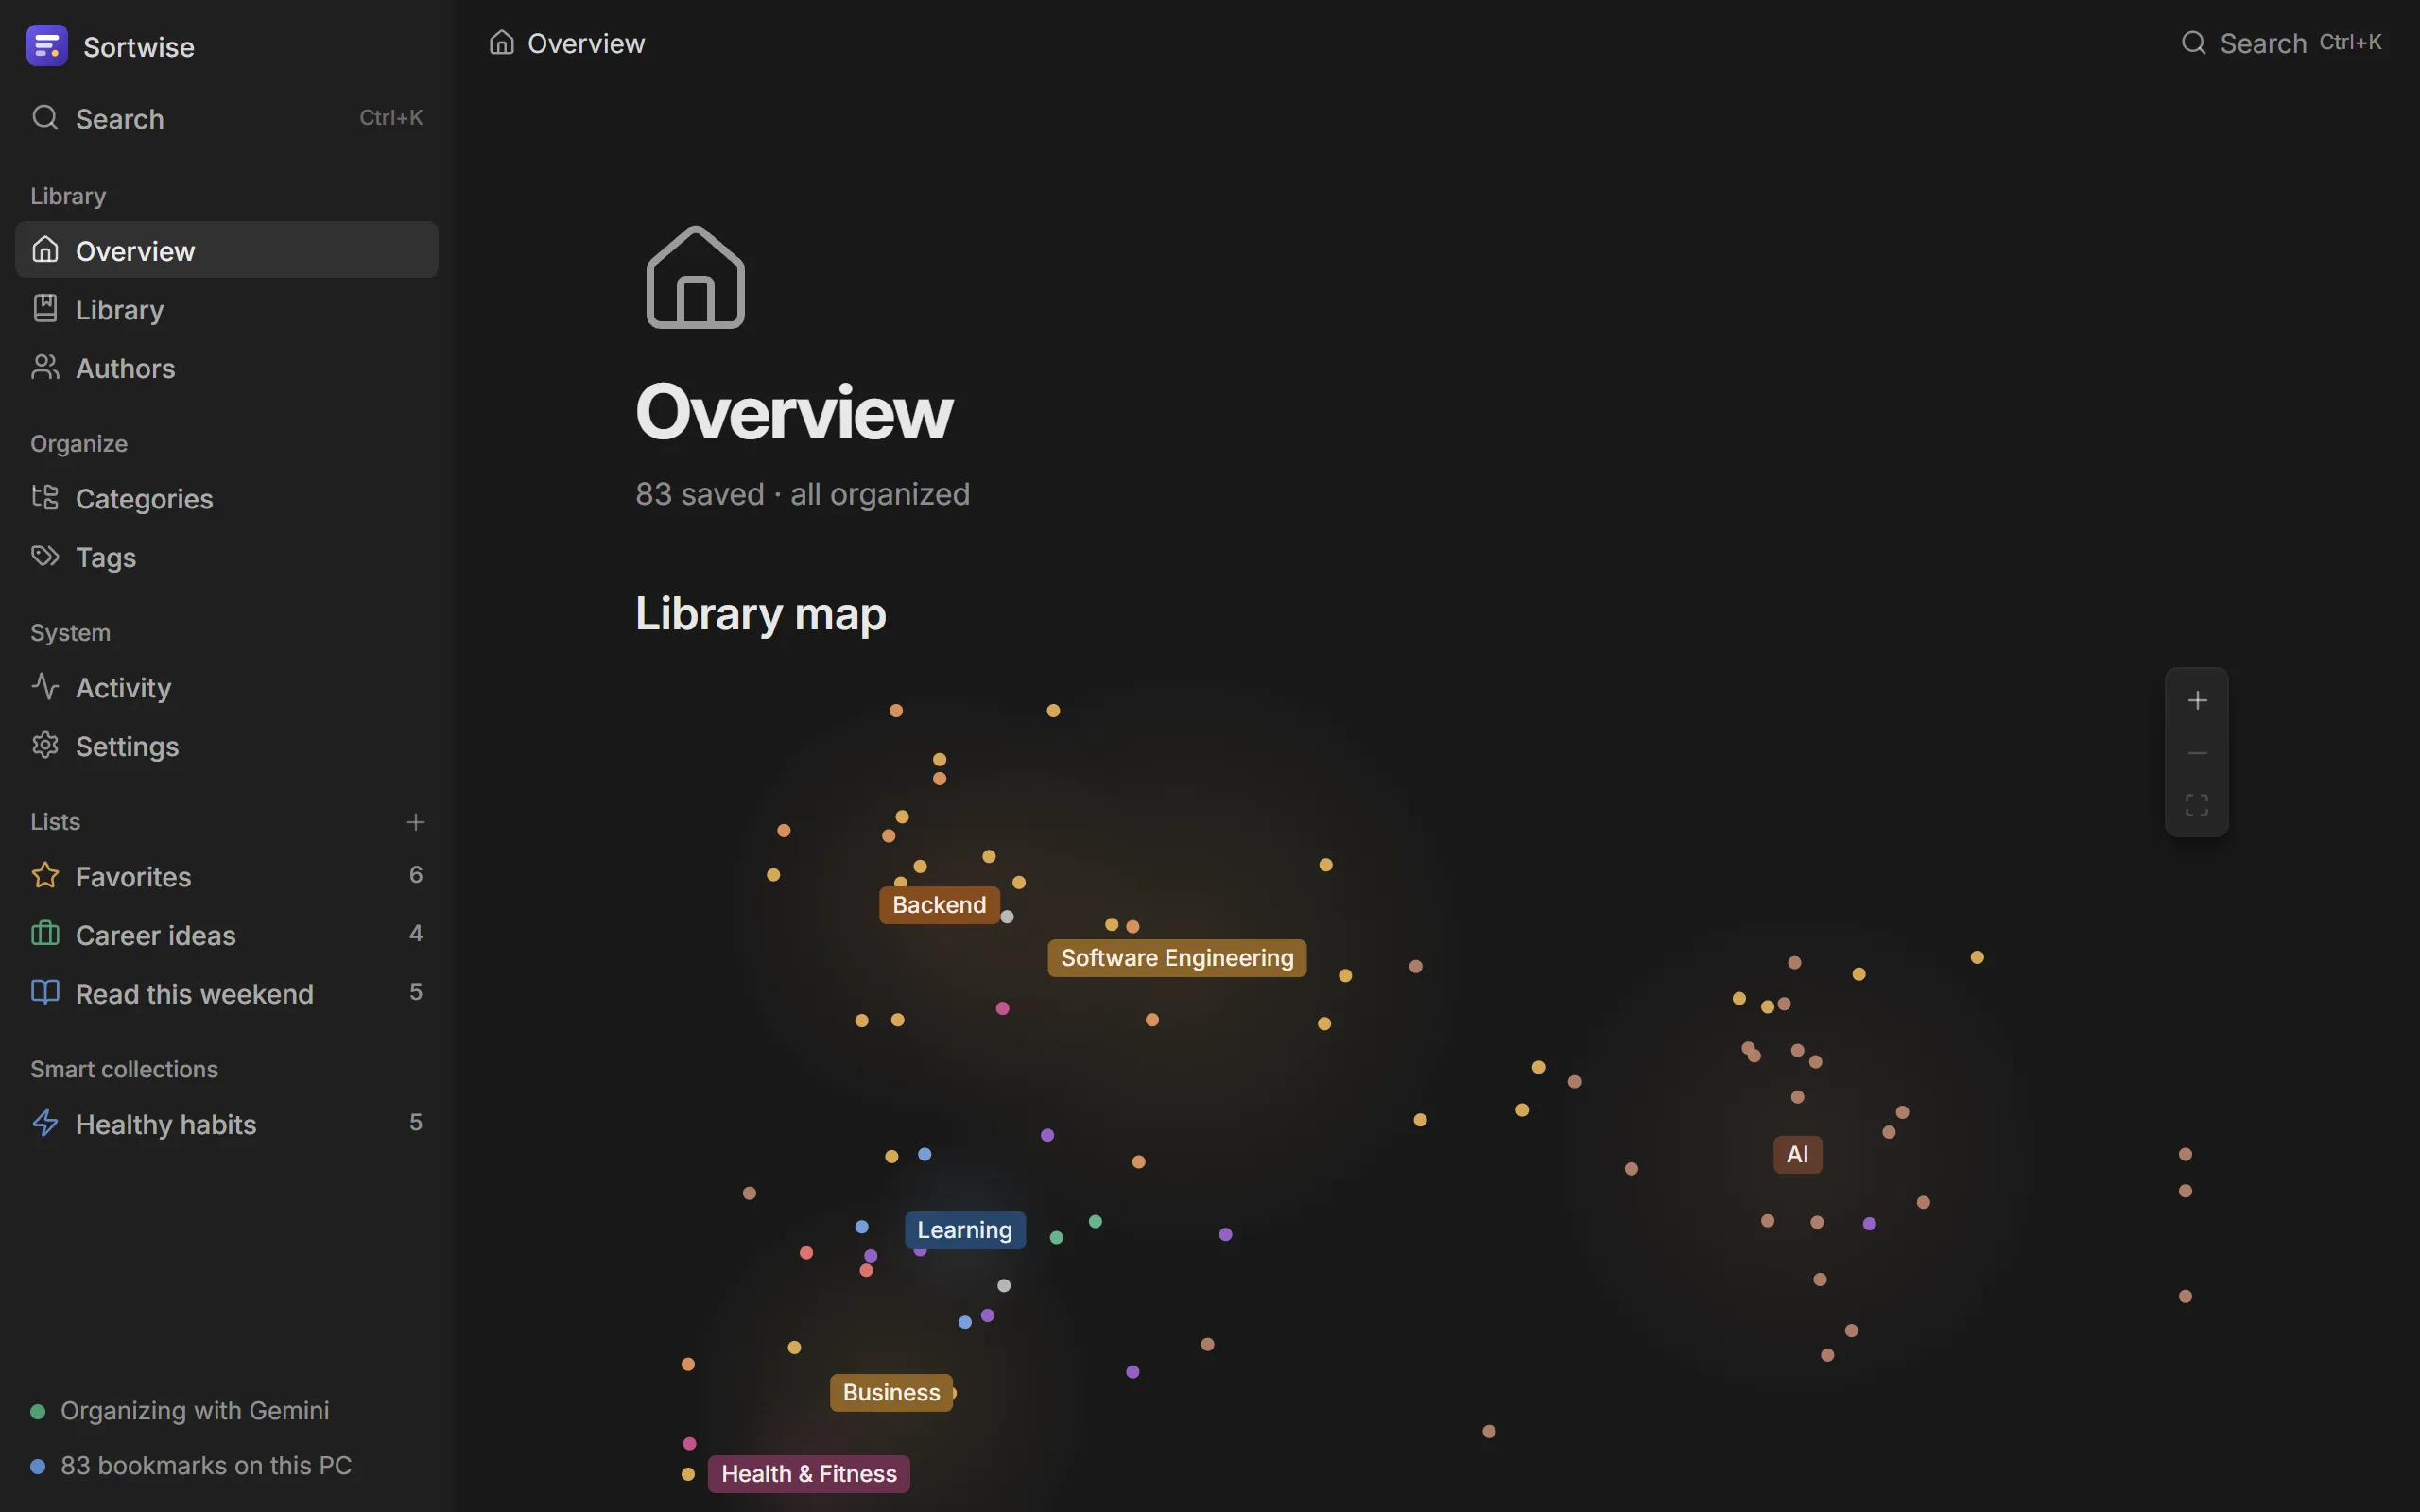 Sortwise
Search Ctrl+K
Library
Overview
Library
Authors
Organize
Categories
Tags
System
Activity
Settings
Lists
Favorites 6
Career ideas 4
Read this weekend 5
Smart collections
Healthy habits 5
Organizing with Gemini
83 bookmarks on this PC
Overview
Search Ctrl+K
Overview
83 saved · all organized
Library map
Backend
Software Engineering
AI
Learning
Business
Health & Fitness